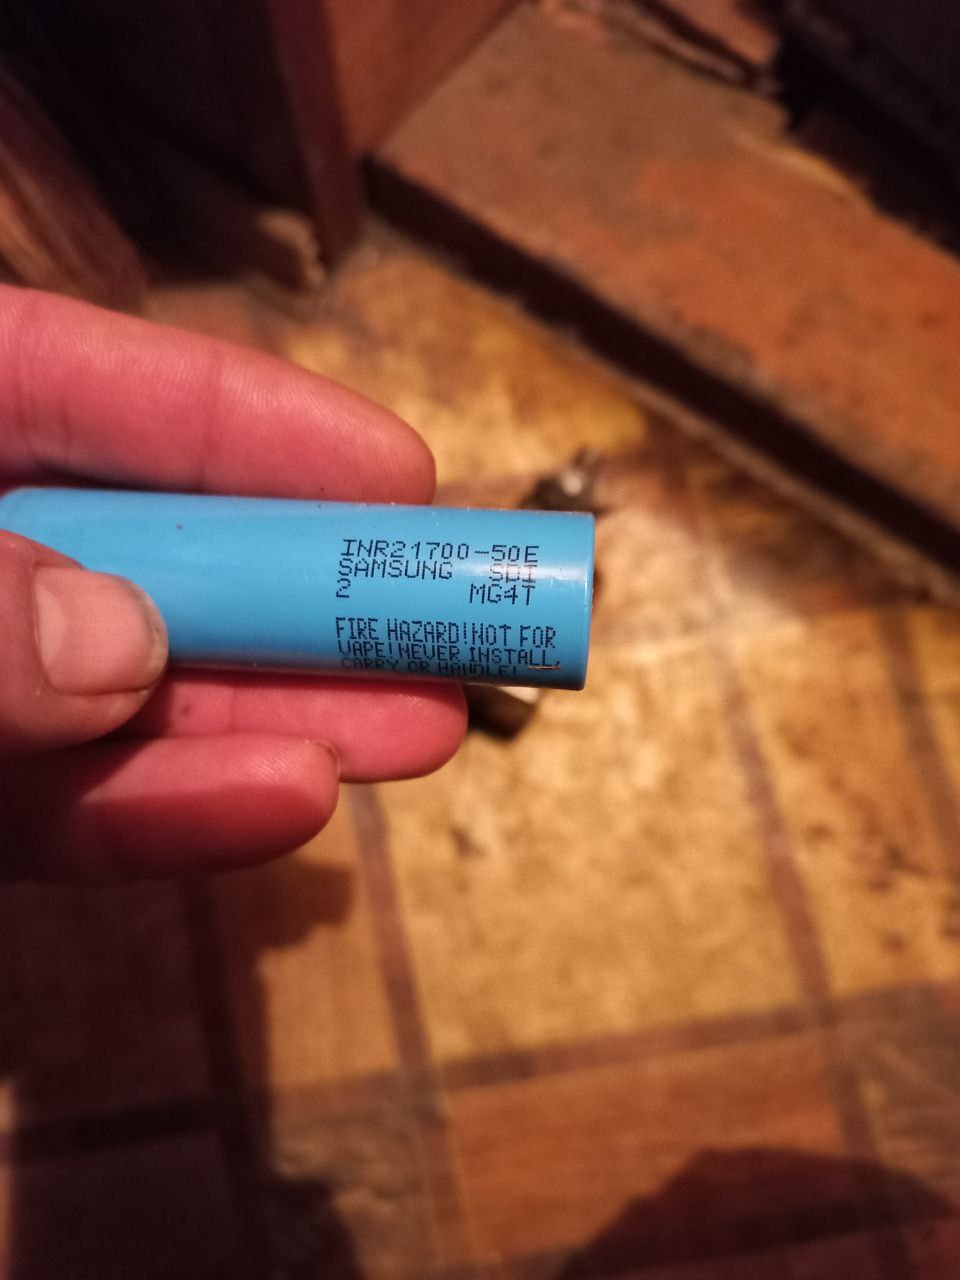 INR21700-50E
SAMSUNG SDI
2 MG4T
FIRE HAZARD!NOT FOR
VAPE!NEVER INSTALL,
CARRY OR HANDLE!